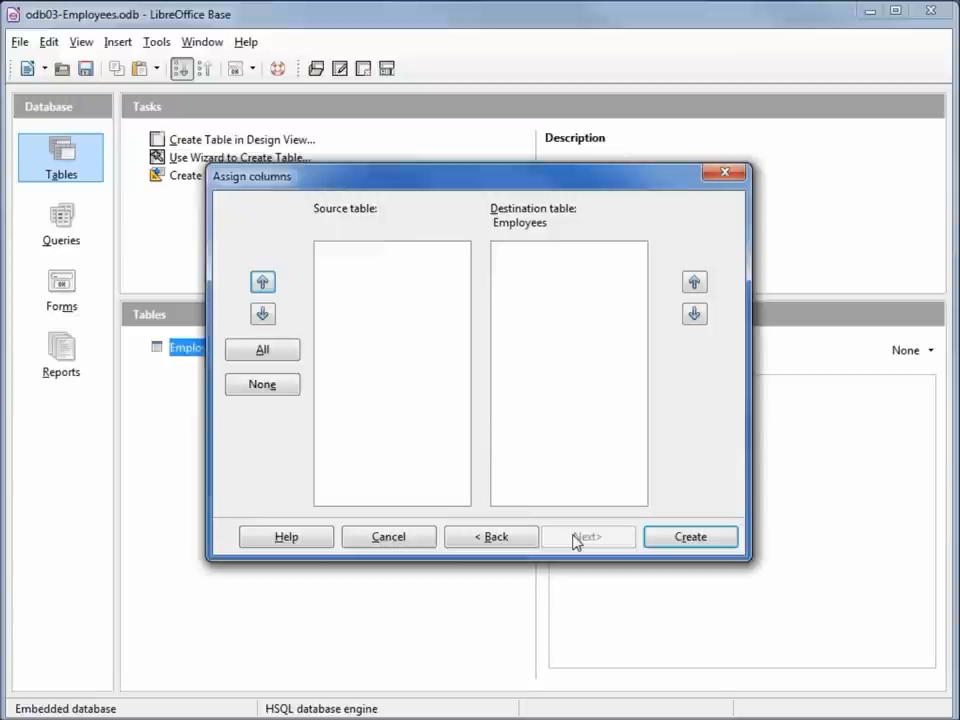 odb03-Employees.odb - LibreOffice Base
File Edit View Insert Tools Window Help
Database
Tasks
Tables
Queries
Forms
Reports
Create Table in Design View...
Use Wizard to Create Table...
Create
Description
Assign columns
Source table:
Destination table:
Employees
All
None
Help
Cancel
< Back
Next>
Create
Tables
Emplo
None
Embedded database
HSQL database engine